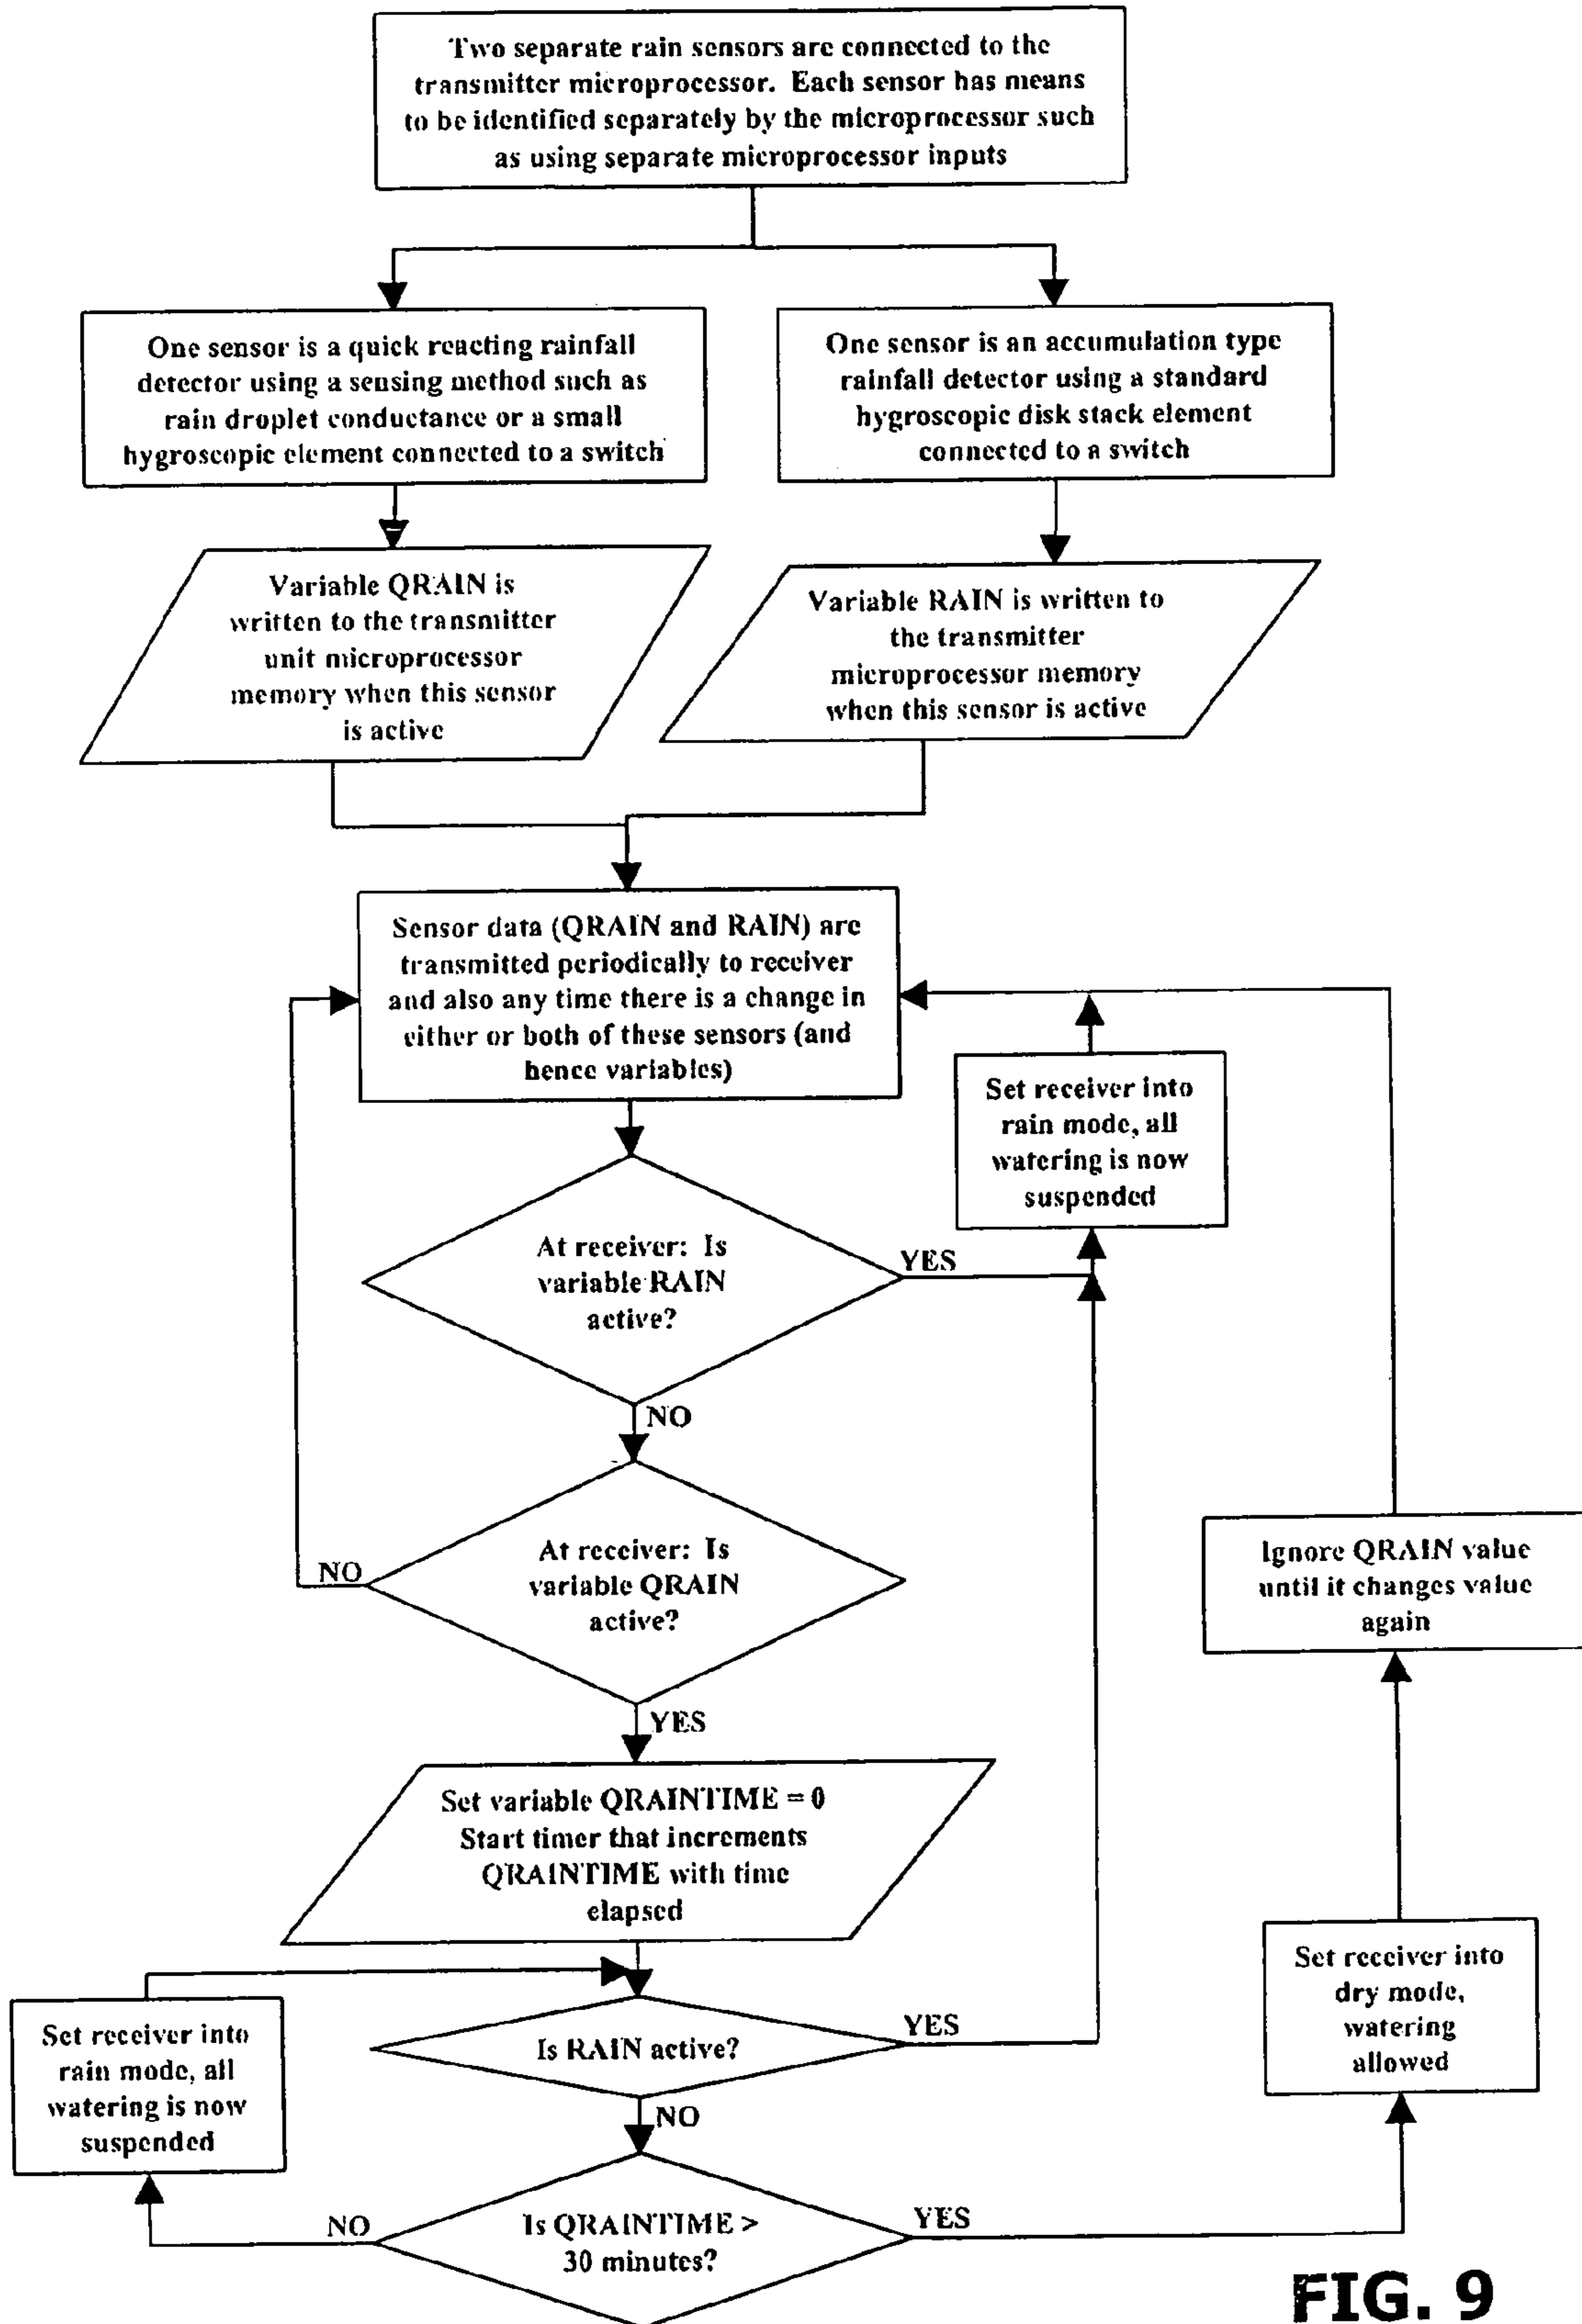 Two separate rain sensors are connected to the
transmitter microprocessor. Each sensor has means
to be identified separately by the microprocessor such
as using separate microprocessor inputs
One sensor is a quick reacting rainfall
detector using a sensing method such as
rain droplet conductance or a small
hygroscopic element connected to a switch
One sensor is an accumulation type
rainfall detector using a standard
hygroscopic disk stack element
connected to a switch
Variable QRAIN is
written to the transmitter
unit microprocessor
memory when this sensor
is active
Variable RAIN is written to
the transmitter
microprocessor memory
when this sensor is active
Sensor data (QRAIN and RAIN) are
transmitted periodically to receiver
and also any time there is a change in
either or both of these sensors (and
hence variables)
Set receiver into
rain mode, all
watering is now
suspended
At receiver: Is
variable RAIN
active?
YES
NO
At receiver: Is
variable QRAIN
active?
NO
YES
Ignore QRAIN value
until it changes value
again
Set variable QRAINTIME = 0
Start timer that increments
QRAINTIME with time
elapsed
Set receiver into
dry mode,
watering
allowed
Set receiver into
rain mode, all
watering is now
suspended
Is RAIN active?
YES
NO
Is QRAINTIME >
30 minutes?
NO
YES
FIG. 9